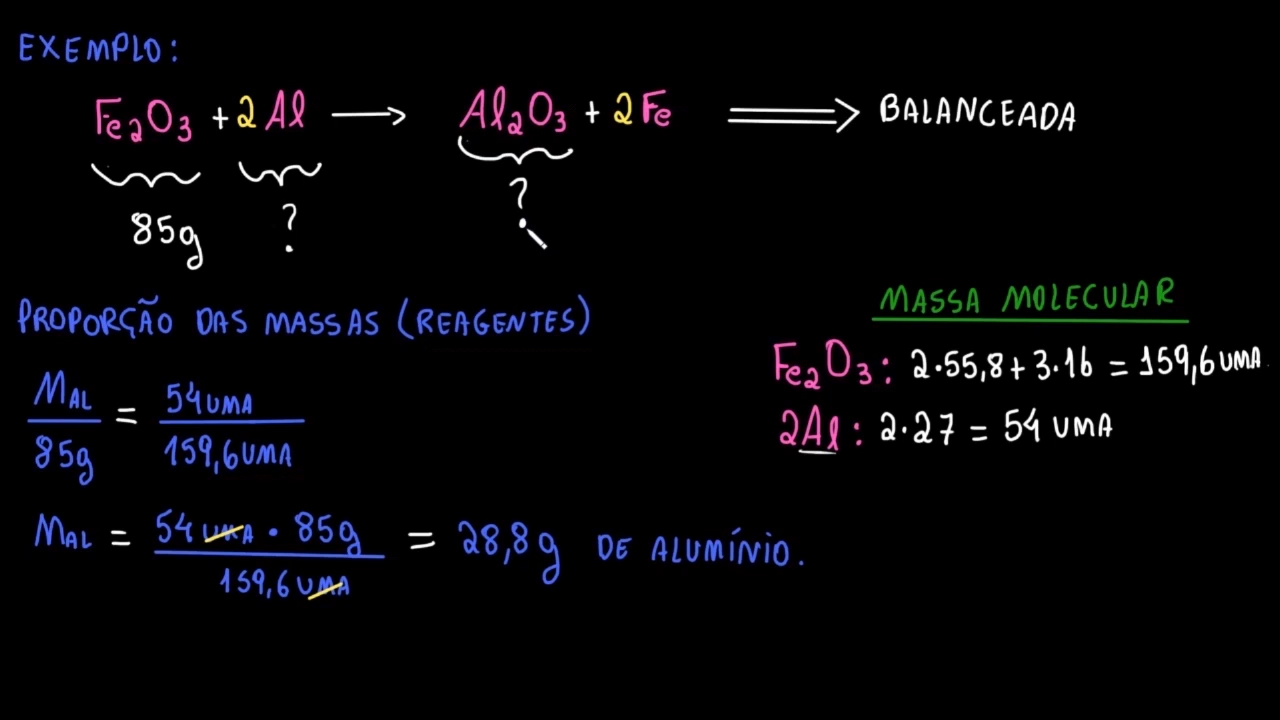 EXEMPLO:
Fe₂O₃ + 2Al → Al₂O₃ + 2Fe ⟹ BALANCEADA
85g ? ?
MASSA MOLECULAR
PROPORÇÃO DAS MASSAS (REAGENTES)
Fe₂O₃: 2·55,8+3·16 = 159,6 UMA
2Al: 2·27 = 54 UMA
MAL/85g = 54UMA/159,6UMA
MAL = 54 UMA · 85g/159,6 UMA = 28,8g DE ALUMÍNIO.